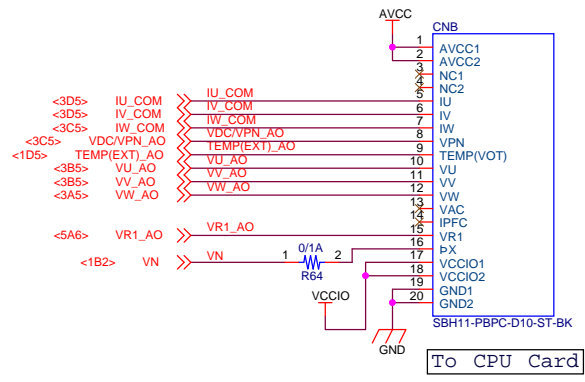 AVCC
CNB
1 AVCC1
2 AVCC2
3 NC1
4 NC2
<3D5> IU_COM IU_COM 5 IU
<3D5> IV_COM IV_COM 6 IV
<3C5> IW_COM IW_COM 7 IW
<3C5> VDC/VPN_AO VDC/VPN_AO 8 VPN
<1D5> TEMP(EXT)_AO TEMP(EXT)_AO 9 TEMP(VOT)
<3B5> VU_AO VU_AO 10 VU
<3B5> VV_AO VV_AO 11 VV
<3A5> VW_AO VW_AO 12 VW
13 VAC
14 IPFC
<5A6> VR1_AO VR1_AO 15 VR1
<1B2> VN VN 1 0/1A 2 16 ÞX
R64
17 VCCIO1
18 VCCIO2
VCCIO
19 GND1
20 GND2
SBH11-PBPC-D10-ST-BK
GND
To CPU Card